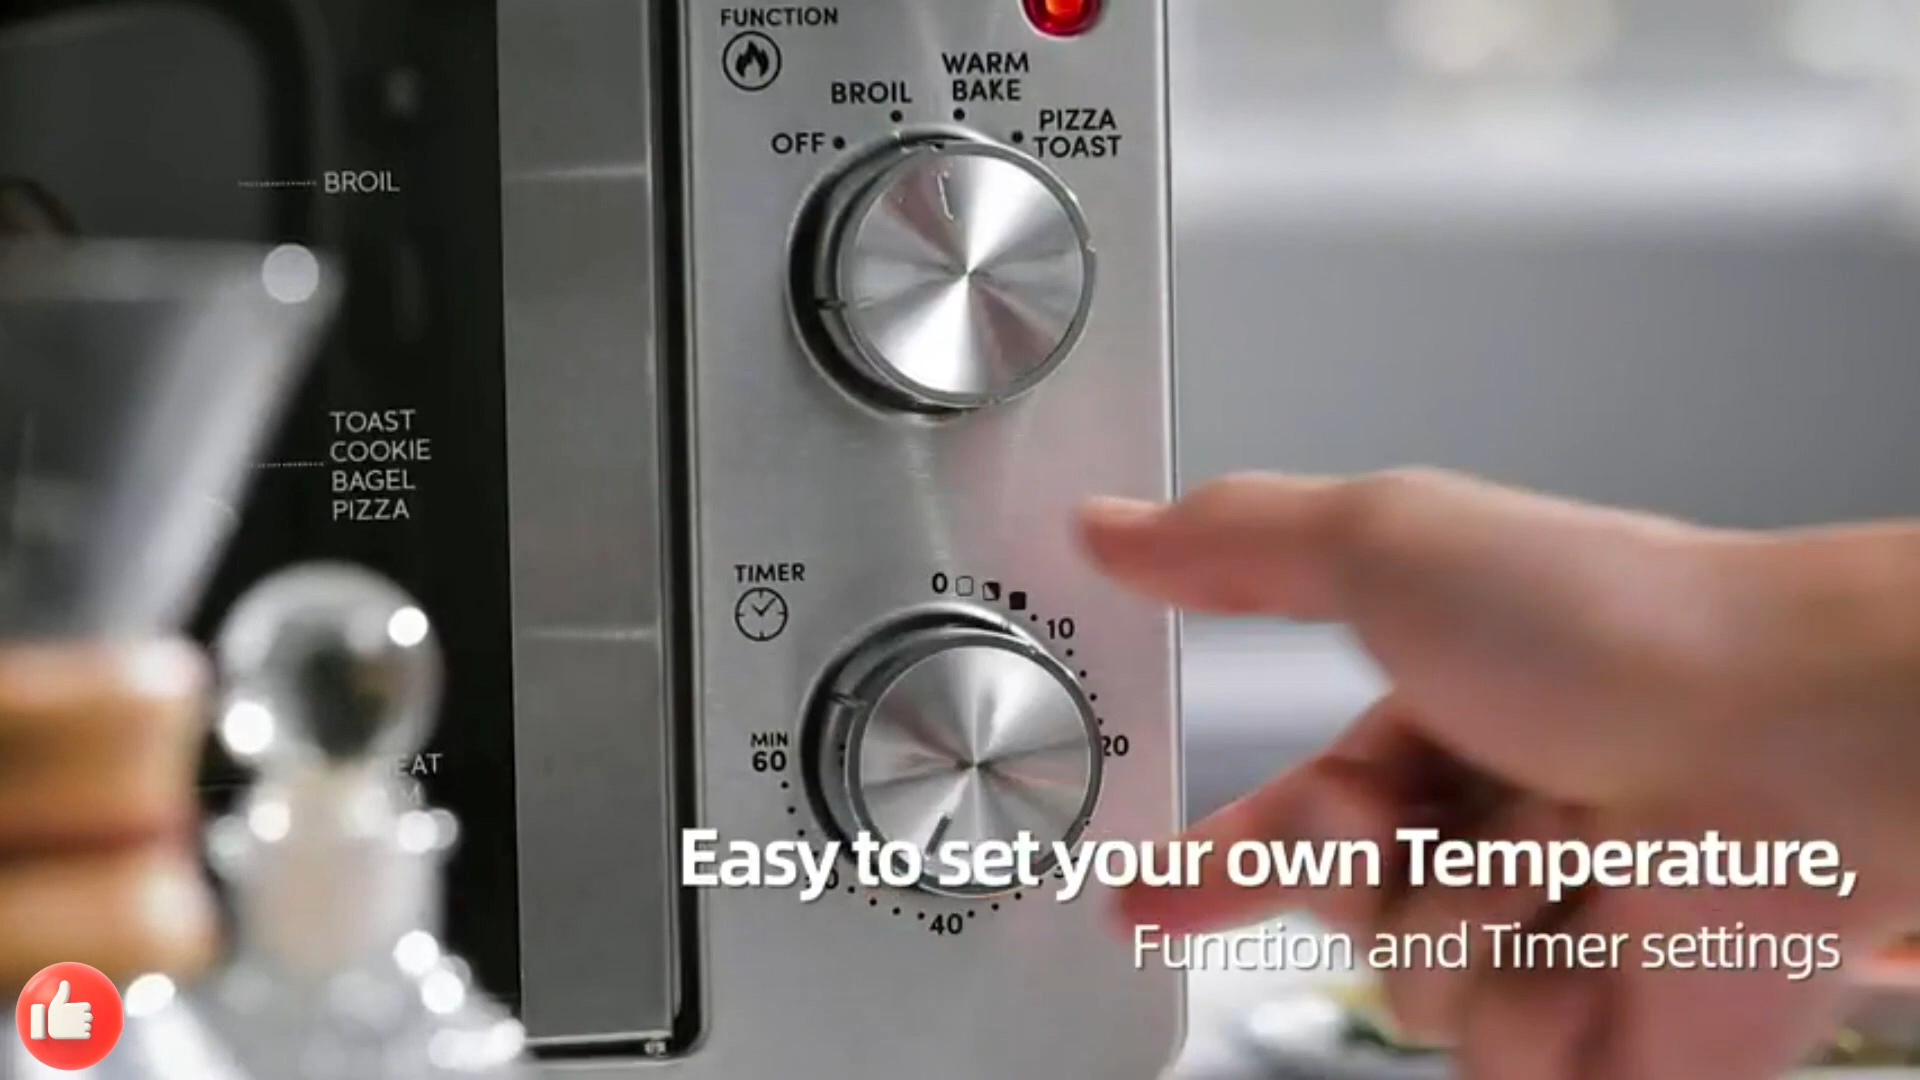 FUNCTION
WARM
BAKE
BROIL
PIZZA
TOAST
OFF
BROIL
TOAST
COOKIE
BAGEL
PIZZA
TIMER
0
10
20
MIN
60
40
Easy to set your own Temperature,
Function and Timer settings